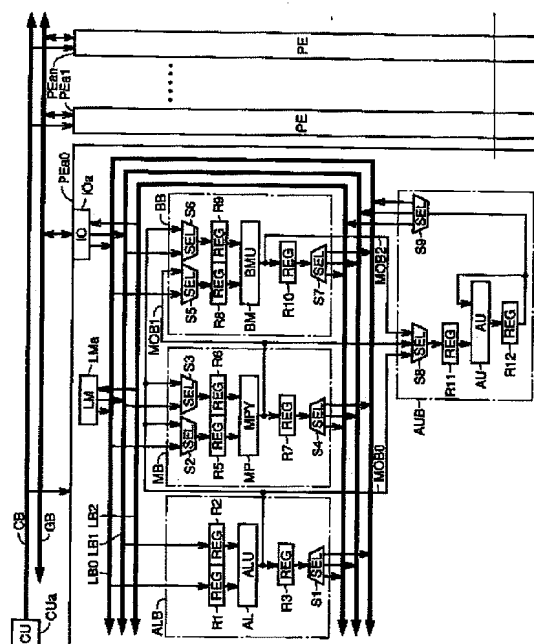 CU
CUa
CB
GB
PEa0
PEa1
PEan
IO
IOa
PE
PE
LM
LMa
LB0
LB1
LB2
ALB
R1
REG
REG
R2
ALU
AL
R3
REG
S1
SEL
MB
S2
SEL
SEL
S3
R5
REG
REG
R6
MPY
MP
R7
REG
S4
SEL
MOB1
BB
S5
SEL
SEL
S6
R8
REG
REG
R9
BMU
BM
R10
REG
S7
SEL
MOB0
MOB2
AUB
S8
SEL
SEL
S9
R11
REG
AU
AU
R12
REG